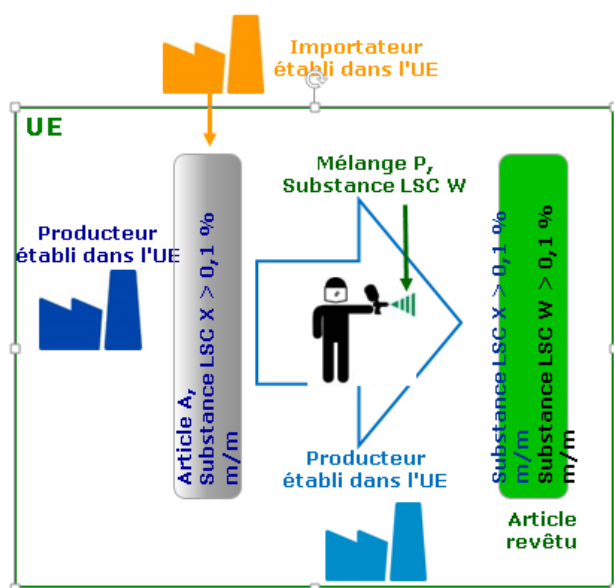 Importateur
établi dans l'UE
UE
Mélange P,
Substance LSC W
Producteur
établi dans l'UE
Article A,
Substance LSC X > 0,1 %
m/m
Substance LSC X > 0,1 %
m/m
Substance LSC W > 0,1 %
m/m
Producteur
établi dans l'UE
Article
revêtu